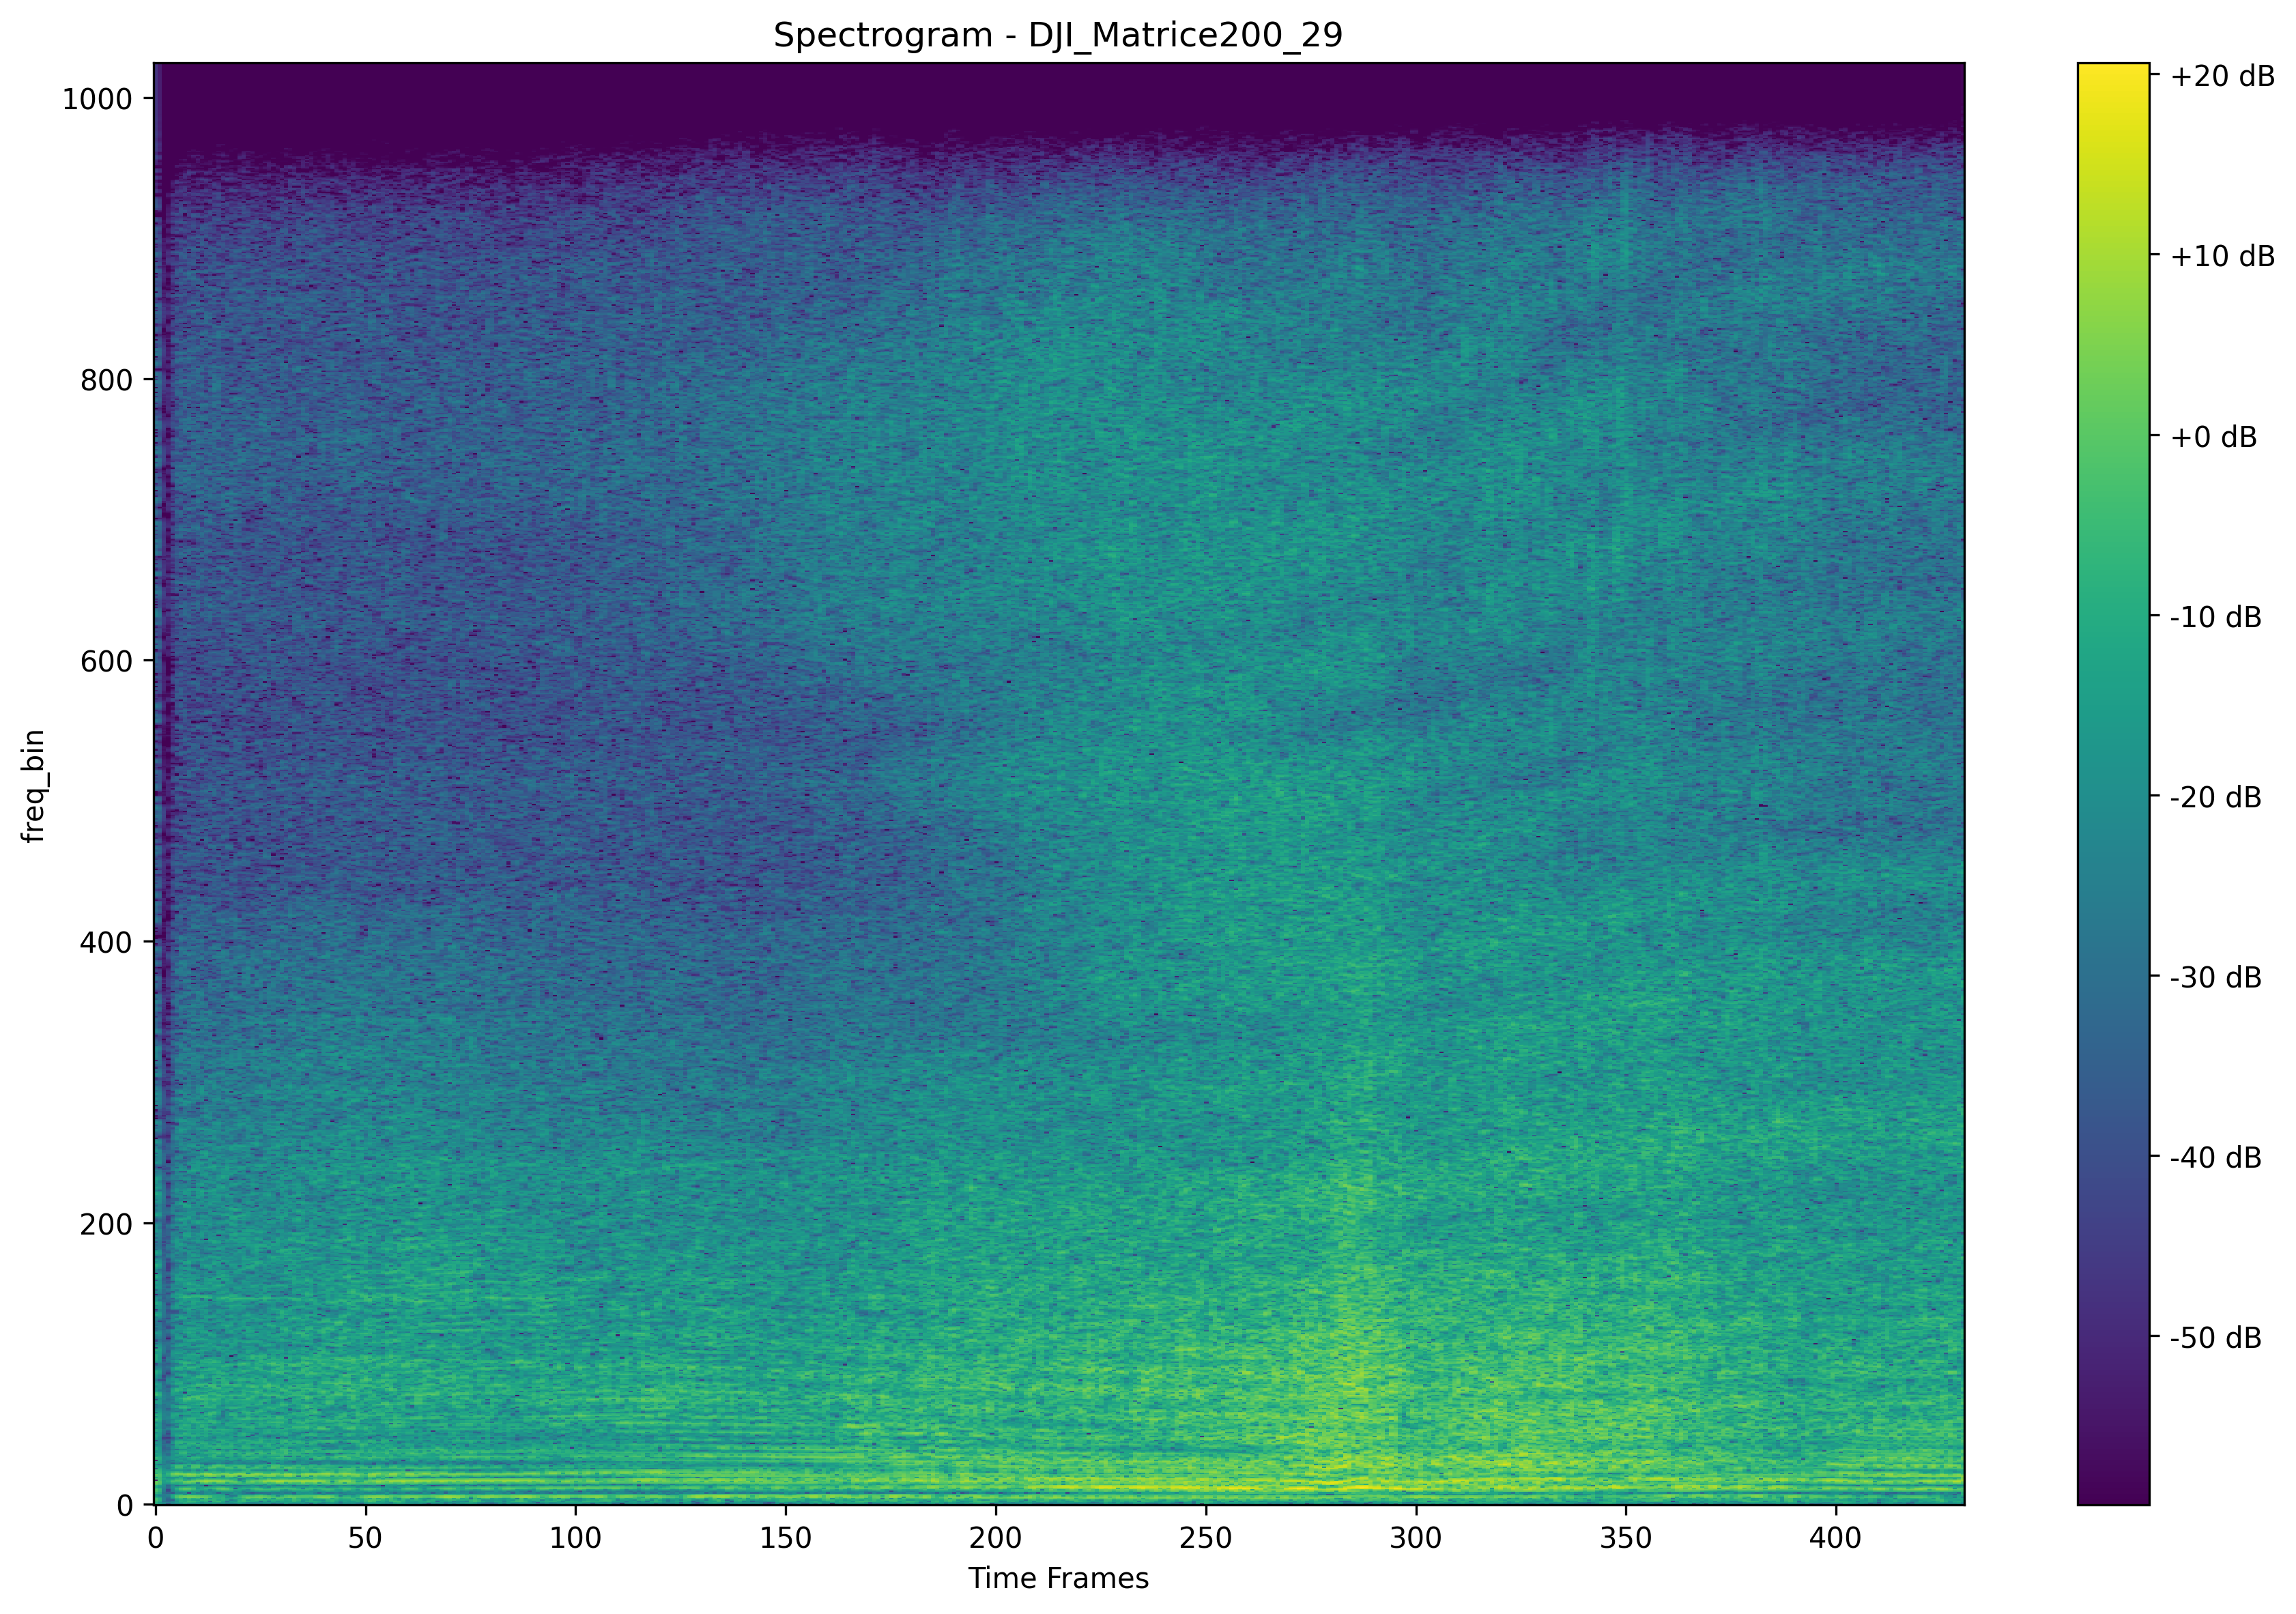 Spectrogram - DJI_Matrice200_29
1000
800
600
400
200
0
freq_bin
0 50 100 150 200 250 300 350 400
Time Frames
+20 dB
+10 dB
+0 dB
-10 dB
-20 dB
-30 dB
-40 dB
-50 dB